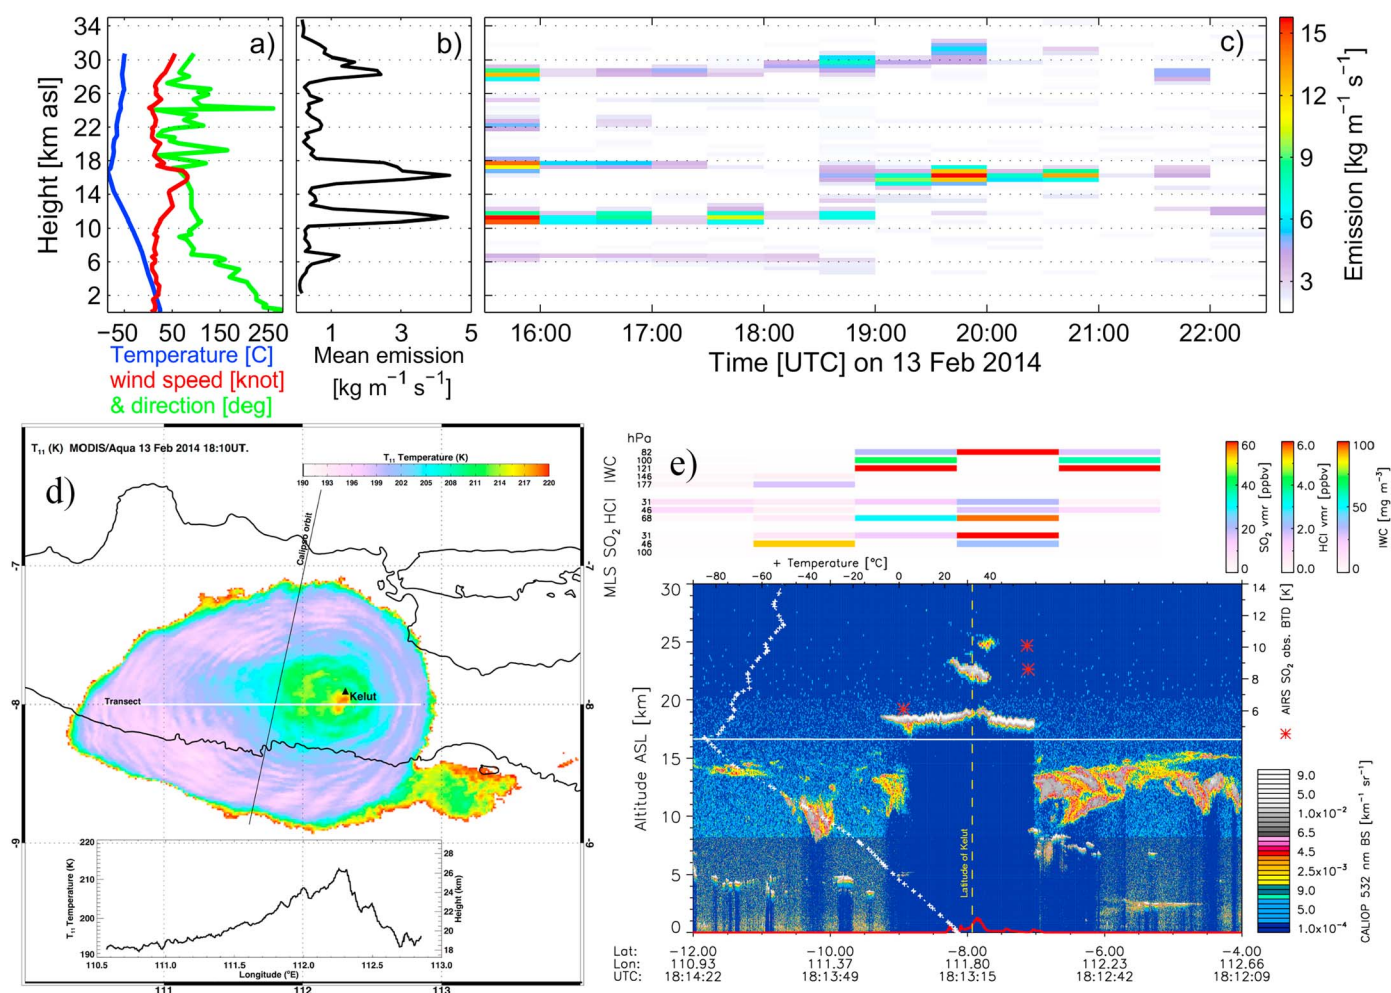 a)
b)
c)
34
30
26
22
18
14
10
6
2
Height [km asl]
−50 50 150 250
Temperature [C]
wind speed [knot]
& direction [deg]
1 3 5
Mean emission
[kg m−1 s−1]
16:00 17:00 18:00 19:00 20:00 21:00 22:00
Time [UTC] on 13 Feb 2014
15
12
9
6
3
Emission [kg m−1 s−1]
T11 (K) MODIS/Aqua 13 Feb 2014 18:10UT.
d)
T11 Temperature (K)
190 193 196 199 202 205 208 211 214 217 220
Calipso orbit
-7
-7
Kelut
Transect
-8
-8
-9
-9
220
210
200
190
T11 Temperature (K)
28
26
24
22
20
18
Height (km)
110.5 111.0 111.5 112.0 112.5 113.0
Longitude (°E)
111 112 113
e)
hPa
MLS SO2 HCl IWC
82
100
121
146
177
31
46
68
31
46
100
60
40
20
0
SO2 vmr [ppbv]
6.0
4.0
2.0
0.0
HCl vmr [ppbv]
100
50
0
IWC [mg m−3]
+ Temperature [°C]
−80 −60 −40 −20 0 20 40
30
25
20
15
10
5
0
Altitude ASL [km]
Latitude of Kelut
14
12
10
8
6
✳ AIRS SO2 abs. BTD [K]
9.0
5.0
1.0x10−2
6.5
4.5
2.5x10−3
9.0
5.0
1.0x10−4
CALIOP 532 nm BS [km−1 sr−1]
Lat: −12.00 −10.00 −8.00 −6.00 −4.00
Lon: 110.93 111.37 111.80 112.23 112.66
UTC: 18:14:22 18:13:49 18:13:15 18:12:42 18:12:09